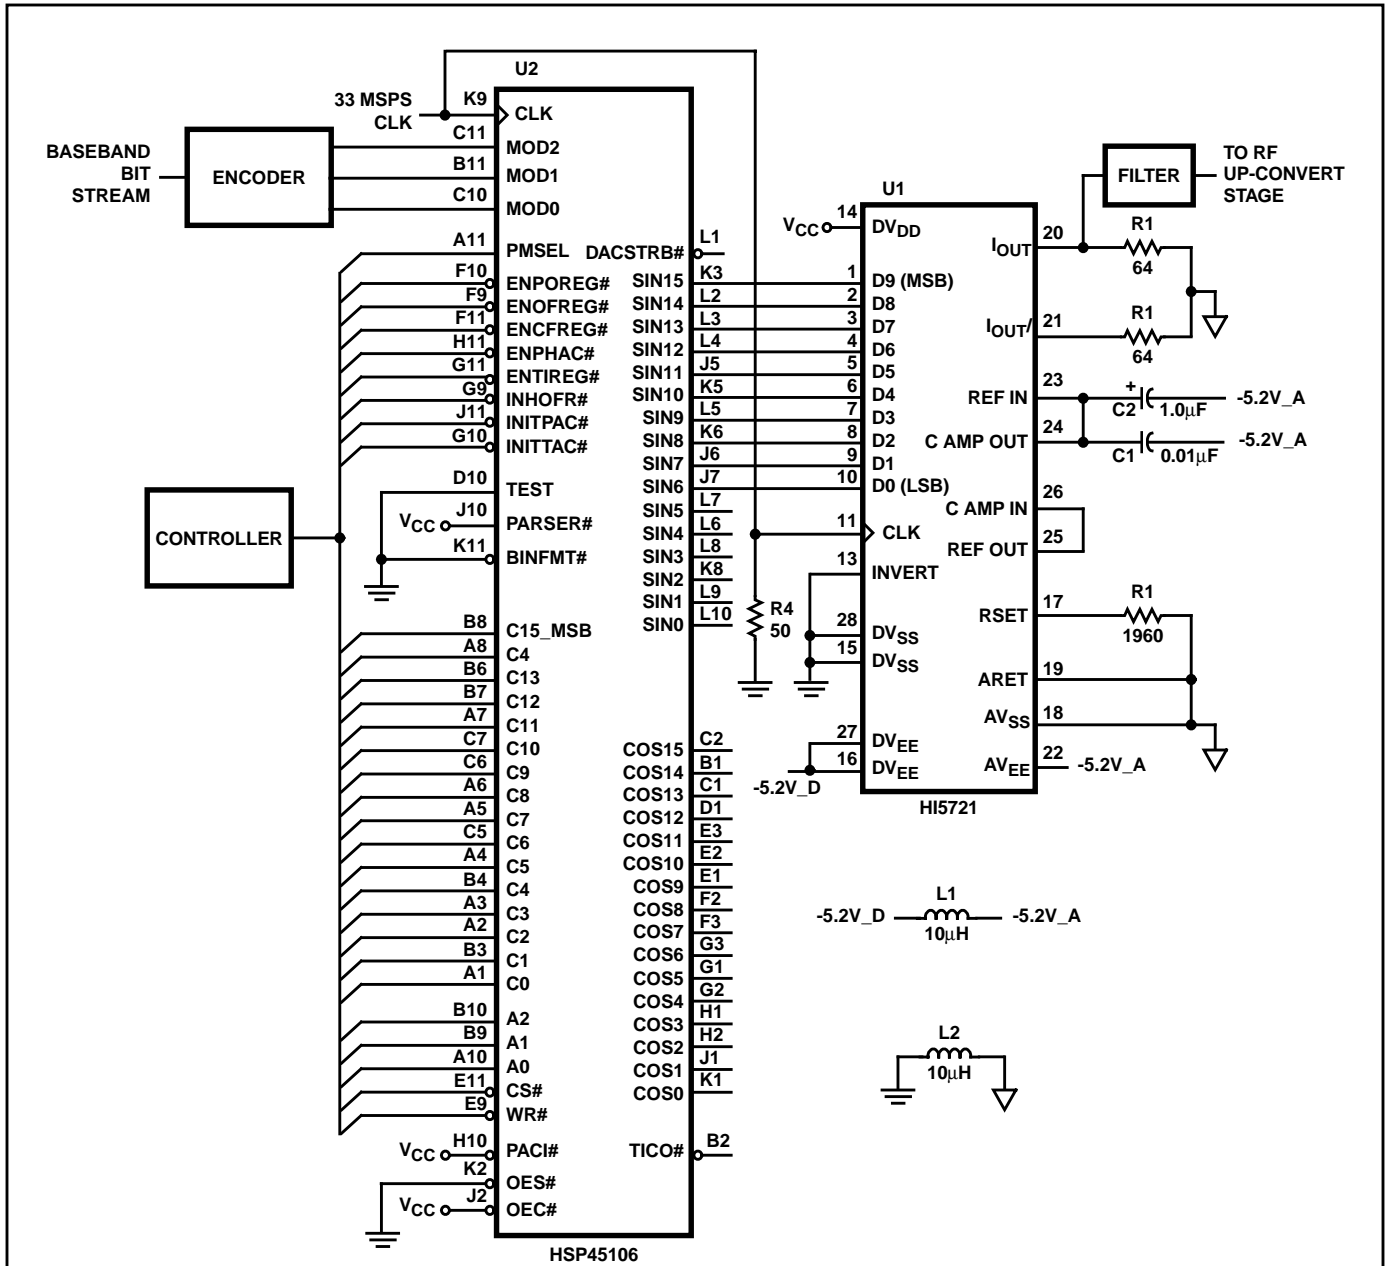 U2
33 MSPS
CLK
K9
CLK
BASEBAND
BIT
STREAM
ENCODER
C11
MOD2
B11
MOD1
C10
MOD0
A11
PMSEL
F10
ENPOREG#
F9
ENOFREG#
F11
ENCFREG#
H11
ENPHAC#
G11
ENTIREG#
G9
INHOFR#
J11
INITPAC#
G10
INITTAC#
D10
TEST
VCC
J10
PARSER#
K11
BINFMT#
CONTROLLER
B8
C15_MSB
A8
C4
B6
C13
B7
C12
A7
C11
C7
C10
C6
C9
A6
C8
A5
C7
C5
C6
A4
C5
B4
C4
A3
C3
A2
C2
B3
C1
A1
C0
B10
A2
B9
A1
A10
A0
E11
CS#
E9
WR#
VCC
H10
PACI#
K2
OES#
VCC
J2
OEC#
DACSTRB#
L1
SIN15
K3
SIN14
L2
SIN13
L3
SIN12
L4
SIN11
J5
SIN10
K5
SIN9
L5
SIN8
K6
SIN7
J6
SIN6
J7
SIN5
L7
SIN4
L6
SIN3
L8
SIN2
K8
SIN1
L9
SIN0
L10
COS15
C2
COS14
B1
COS13
C1
COS12
D1
COS11
E3
COS10
E2
COS9
E1
COS8
F2
COS7
F3
COS6
G3
COS5
G1
COS4
G2
COS3
H1
COS2
H2
COS1
J1
COS0
K1
TICO#
B2
HSP45106
R4
50
U1
VCC
14
DVDD
1
D9 (MSB)
2
D8
3
D7
4
D6
5
D5
6
D4
7
D3
8
D2
9
D1
10
D0 (LSB)
11
CLK
13
INVERT
28
DVSS
15
DVSS
27
DVEE
16
DVEE
-5.2V_D
IOUT
20
FILTER
TO RF
UP-CONVERT
STAGE
R1
64
IOUT/
21
R1
64
REF IN
23
+
C2
1.0µF
-5.2V_A
C AMP OUT
24
C1
0.01µF
-5.2V_A
C AMP IN
26
REF OUT
25
RSET
17
R1
1960
ARET
19
AVSS
18
AVEE
22
-5.2V_A
HI5721
L1
-5.2V_D
-5.2V_A
10µH
L2
10µH